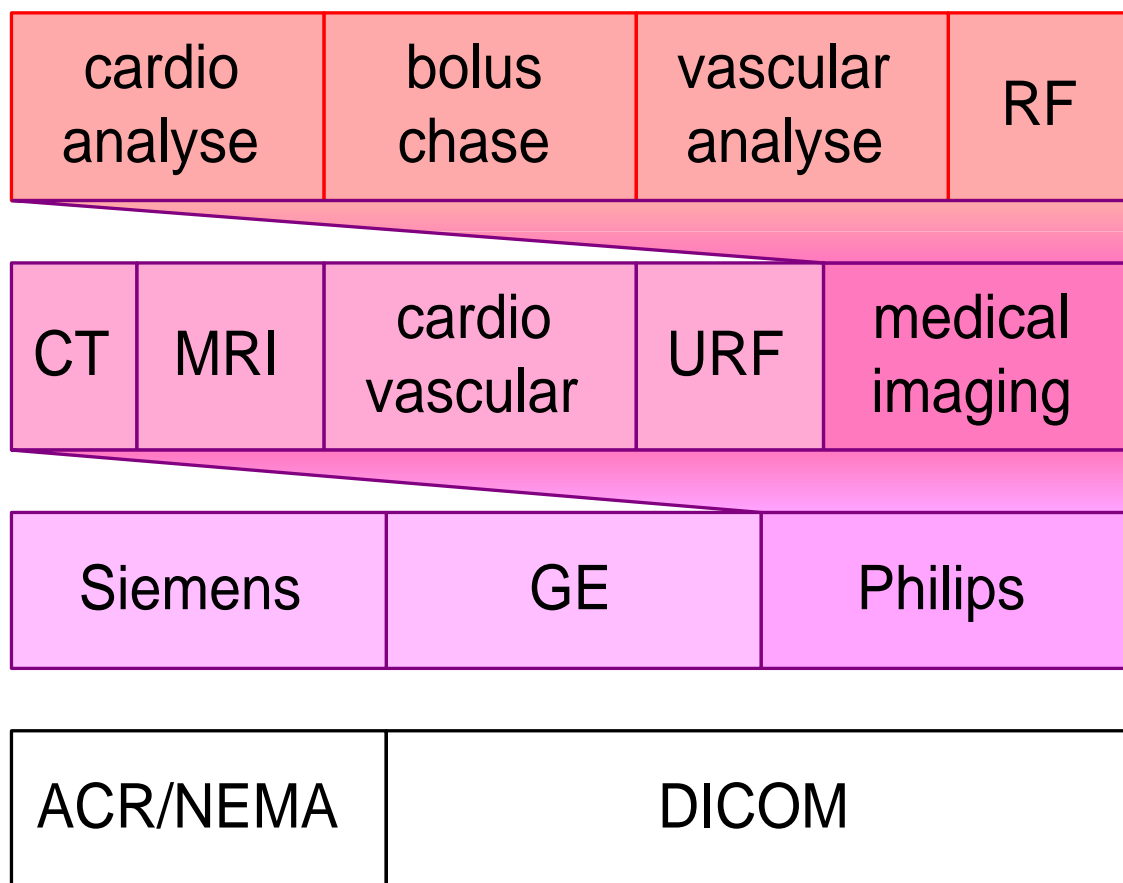 cardio
analyse
bolus
chase
vascular
analyse
RF
CT
MRI
cardio
vascular
URF
medical
imaging
Siemens
GE
Philips
ACR/NEMA
DICOM